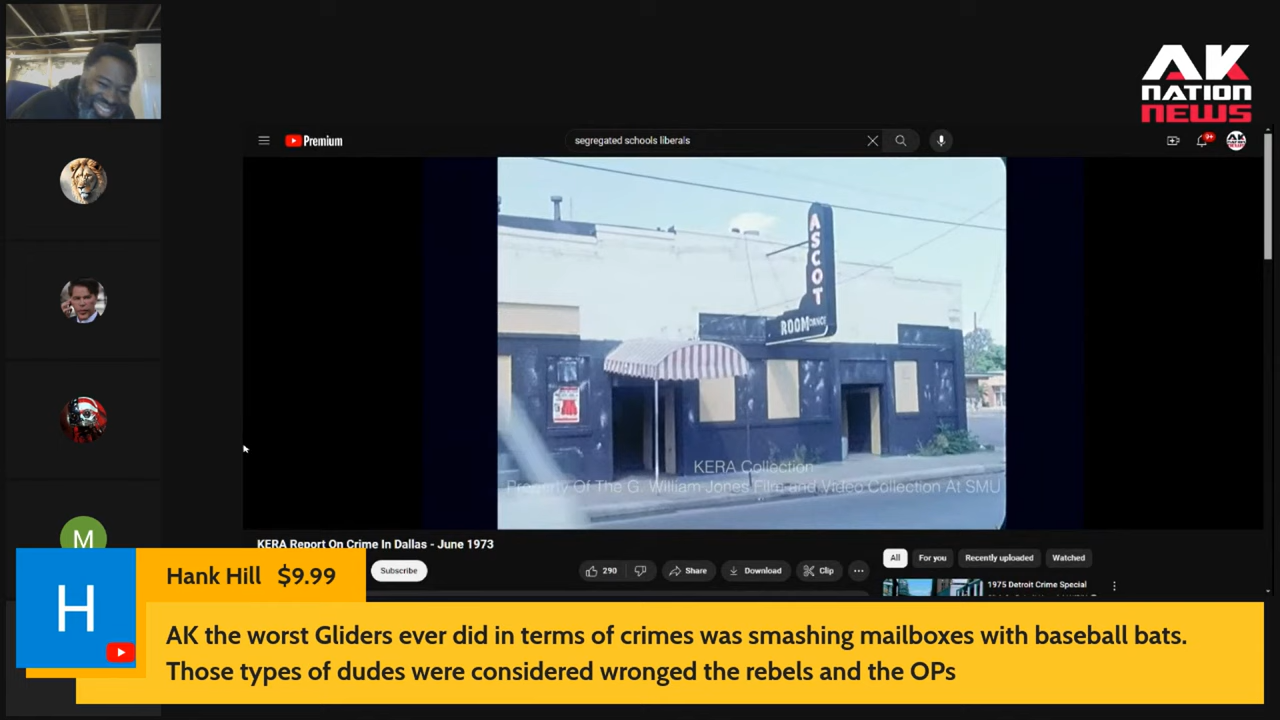 AK
NATION
NEWS
Premium
segregated schools liberals
9+
ASCOT
ROOM DANCE
KERA Collection
Property Of The G. William Jones Film and Video Collection At SMU
KERA Report On Crime In Dallas - June 1973
Subscribe
290
Share
Download
Clip
All
For you
Recently uploaded
Watched
1975 Detroit Crime Special
M
H
Hank Hill $9.99
AK the worst Gliders ever did in terms of crimes was smashing mailboxes with baseball bats.
Those types of dudes were considered wronged the rebels and the OPs